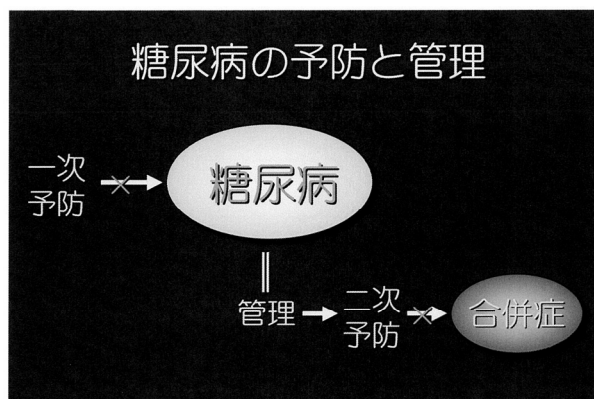 糖尿病の予防と管理
一次
予防
糖尿病
管理
二次
予防
合併症